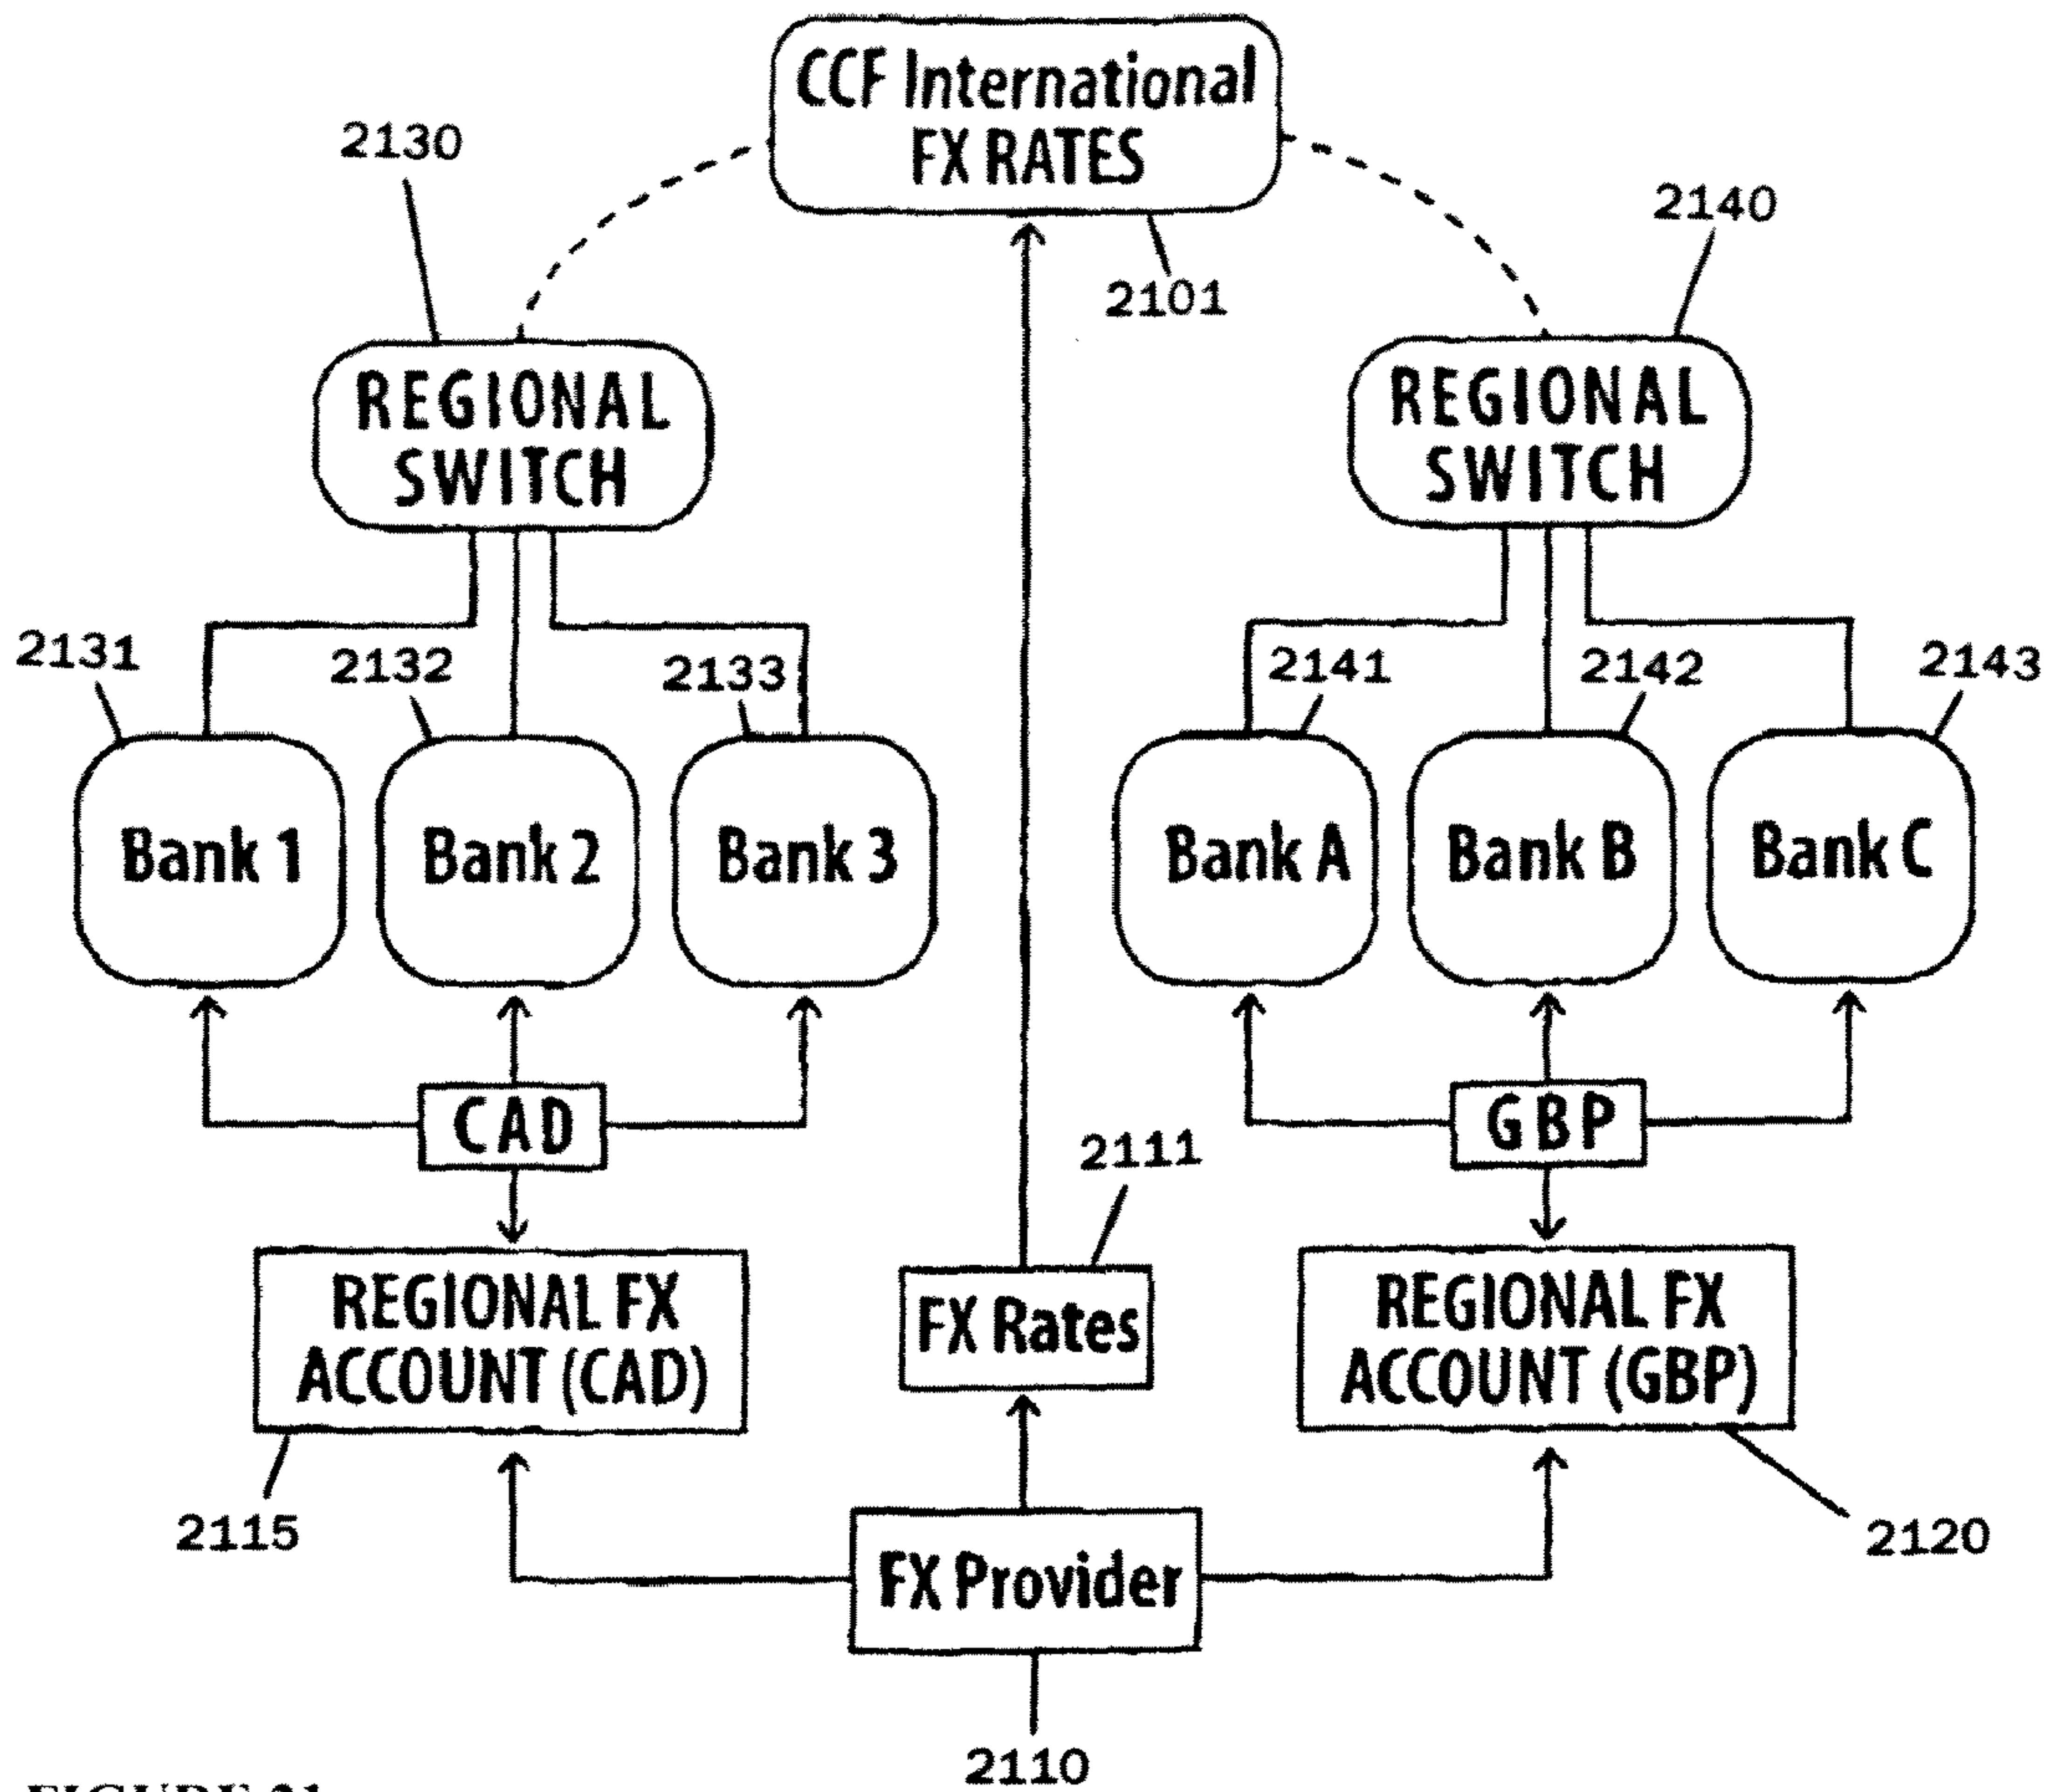 CCF International
FX RATES
2130
2140
2101
REGIONAL
SWITCH
REGIONAL
SWITCH
2131
2132
2133
2141
2142
2143
Bank 1
Bank 2
Bank 3
Bank A
Bank B
Bank C
CAD
GBP
2111
REGIONAL FX
ACCOUNT (CAD)
FX Rates
REGIONAL FX
ACCOUNT (GBP)
2115
2120
FX Provider
2110
FIGURE 21